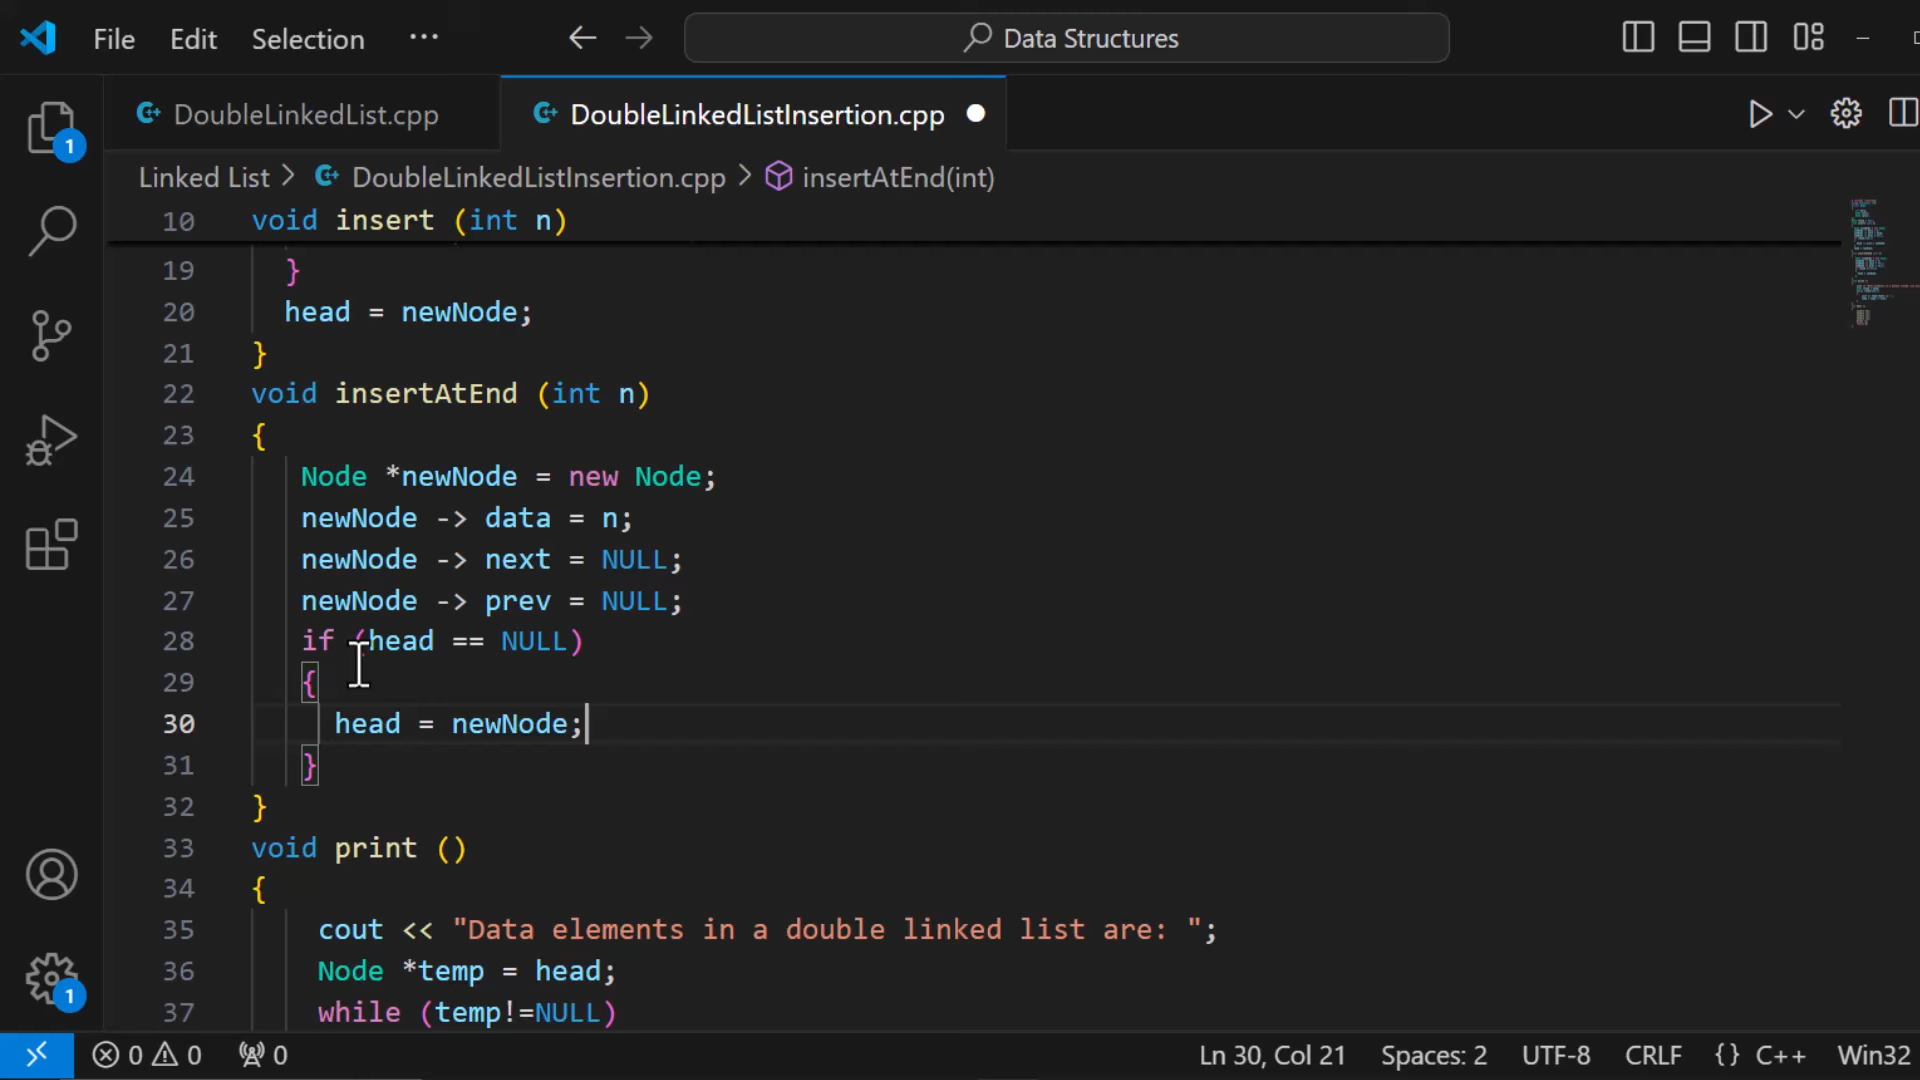 File Edit Selection ··· Data Structures
DoubleLinkedList.cpp DoubleLinkedListInsertion.cpp
Linked List > DoubleLinkedListInsertion.cpp > insertAtEnd(int)
10 void insert (int n)
19 }
20 head = newNode;
21 }
22 void insertAtEnd (int n)
23 {
24 Node *newNode = new Node;
25 newNode -> data = n;
26 newNode -> next = NULL;
27 newNode -> prev = NULL;
28 if (head == NULL)
29 {
30 head = newNode;
31 }
32 }
33 void print ()
34 {
35 cout << "Data elements in a double linked list are: ";
36 Node *temp = head;
37 while (temp!=NULL)
1
1
0 0 0 Ln 30, Col 21 Spaces: 2 UTF-8 CRLF {} C++ Win32